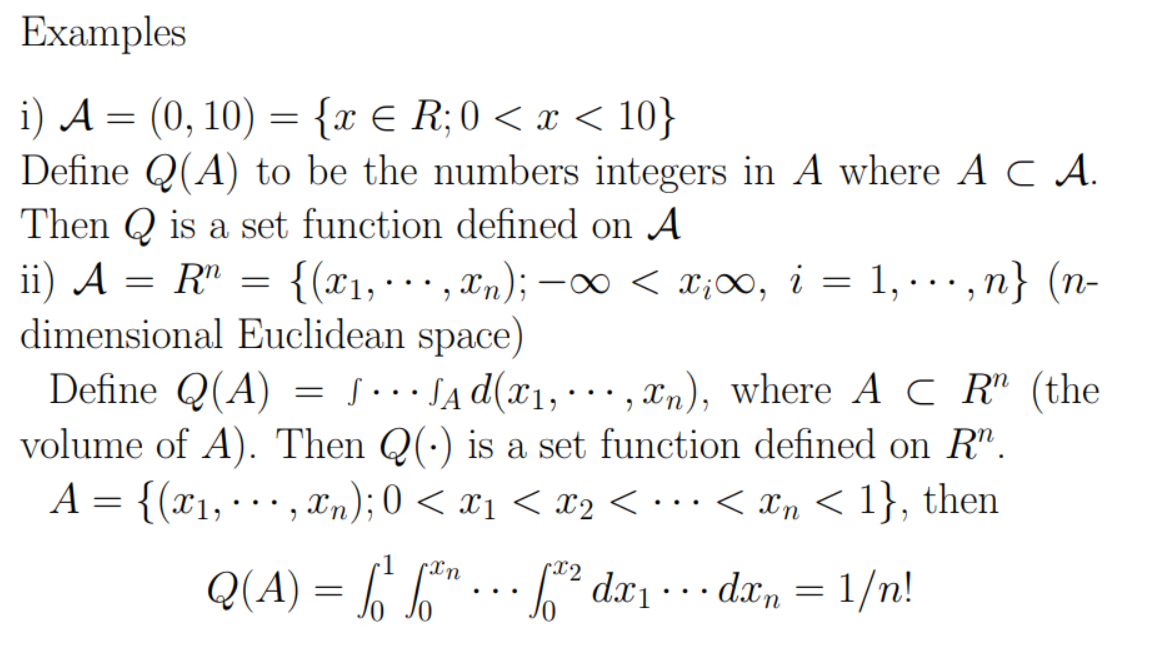 Examples
i) 𝒜 = (0, 10) = {x ∈ R; 0 < x < 10}
Define Q(A) to be the numbers integers in A where A ⊂ 𝒜.
Then Q is a set function defined on 𝒜
ii) 𝒜 = Rⁿ = {(x₁, ⋯, xₙ); −∞ < xᵢ∞, i = 1, ⋯, n} (n-
dimensional Euclidean space)
Define Q(A) = ∫ ⋯ ∫_A d(x₁, ⋯, xₙ), where A ⊂ Rⁿ (the
volume of A). Then Q(·) is a set function defined on Rⁿ.
A = {(x₁, ⋯, xₙ); 0 < x₁ < x₂ < ⋯ < xₙ < 1}, then
Q(A) = ∫₀¹ ∫₀^{xₙ} ⋯ ∫₀^{x₂} dx₁ ⋯ dxₙ = 1/n!